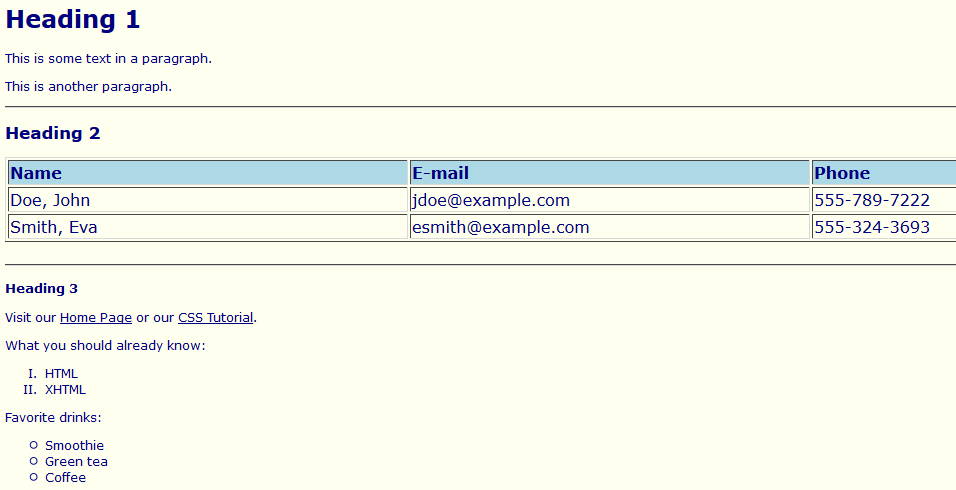 Heading 1
This is some text in a paragraph.
This is another paragraph.
Heading 2
Name E-mail Phone
Doe, John jdoe@example.com 555-789-7222
Smith, Eva esmith@example.com 555-324-3693
Heading 3
Visit our Home Page or our CSS Tutorial.
What you should already know:
I. HTML
II. XHTML
Favorite drinks:
Smoothie
Green tea
Coffee